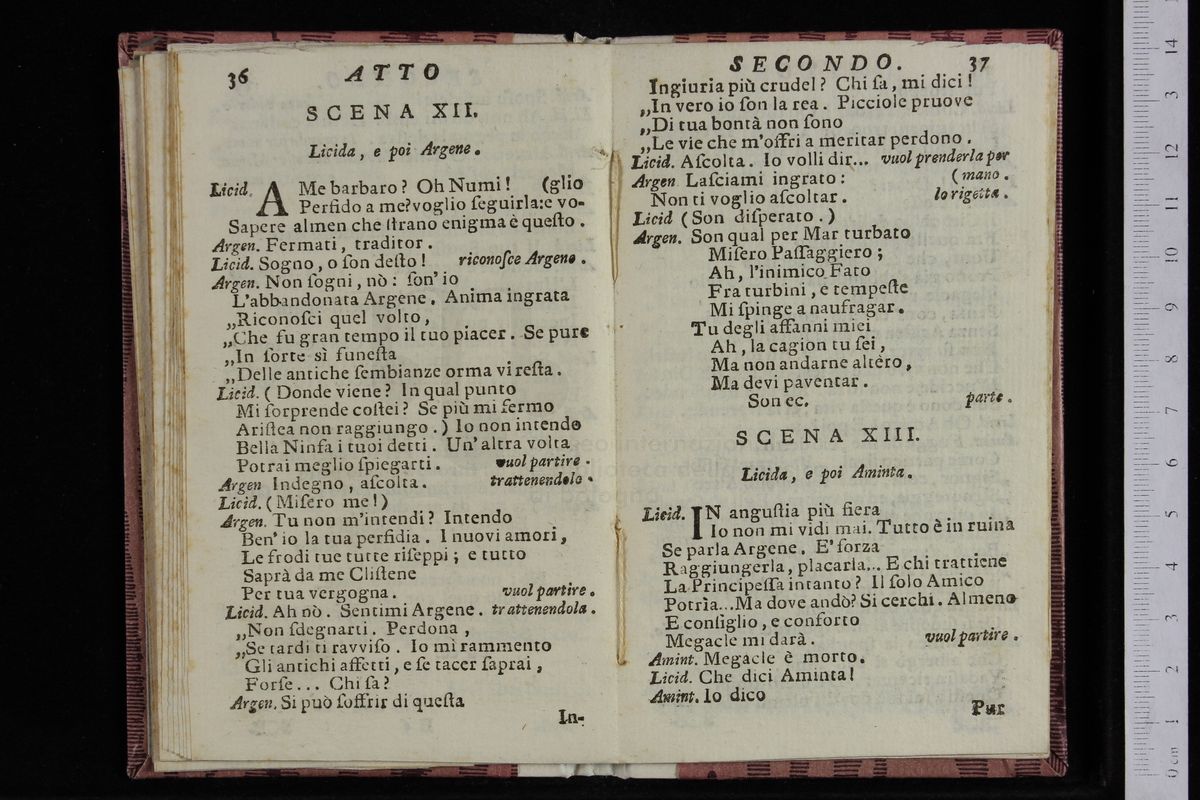 36 ATTO
SCENA XII.
Licida, e poi Argene.
Licid. AMe barbaro? Oh Numi! (glio
Perfido a me? voglio ſeguirla: e vo-
Sapere almen che ſtrano enigma è queſto.
Argen. Fermati, traditor.
Licid. Sogno, o ſon deſto! riconoſce Argene.
Argen. Non ſogni, nò: ſon' io
L'abbandonata Argene. Anima ingrata
„Riconoſci quel volto,
„Che fu gran tempo il tuo piacer. Se pure
„In ſorte sì funeſta
„Delle antiche ſembianze orma vi reſta.
Licid. (Donde viene? In qual punto
Mi ſorprende coſtei? Se più mi fermo
Ariſtea non raggiungo.) Io non intendo
Bella Ninfa i tuoi detti. Un' altra volta
Potrai meglio ſpiegarti. vuol partire.
Argen Indegno, aſcolta. trattenendolo.
Licid. (Miſero me!)
Argen. Tu non m'intendi? Intendo
Ben' io la tua perfidia. I nuovi amori,
Le frodi tue tutte riſeppi; e tutto
Saprà da me Cliſtene
Per tua vergogna. vuol partire.
Licid. Ah nò. Sentimi Argene. trattenendola.
„Non ſdegnarti. Perdona,
„Se tardi ti ravviſo. Io mi rammento
Gli antichi affetti, e ſe tacer ſaprai,
Forſe... Chi ſa?
Argen. Si può ſoffrir di queſta
In-
SECONDO. 37
Ingiuria più crudel? Chi ſa, mi dici!
„In vero io ſon la rea. Picciole pruove
„Di tua bontà non ſono
„Le vie che m'offri a meritar perdono.
Licid. Aſcolta. Io volli dir... vuol prenderla per
Argen Laſciami ingrato: (mano.
Non ti voglio aſcoltar. lo rigetta.
Licid (Son diſperato.)
Argen. Son qual per Mar turbato
Miſero Paſſaggiero;
Ah, l'inimico Fato
Fra turbini, e tempeſte
Mi ſpinge a naufragar.
Tu degli affanni miei
Ah, la cagion tu ſei,
Ma non andarne altéro,
Ma devi paventar.
Son ec. parte.
SCENA XIII.
Licida, e poi Aminta.
Licid. IN anguſtia più fiera
Io non mi vidi mai. Tutto è in ruina
Se parla Argene. E' forza
Raggiungerla, placarla... E chi trattiene
La Principeſſa intanto? Il ſolo Amico
Potria...Ma dove andò? Si cerchi. Almeno
E conſiglio, e conforto
Megacle mi darà. vuol partire.
Amint. Megacle è morto.
Licid. Che dici Aminta!
Amint. Io dico
Pur